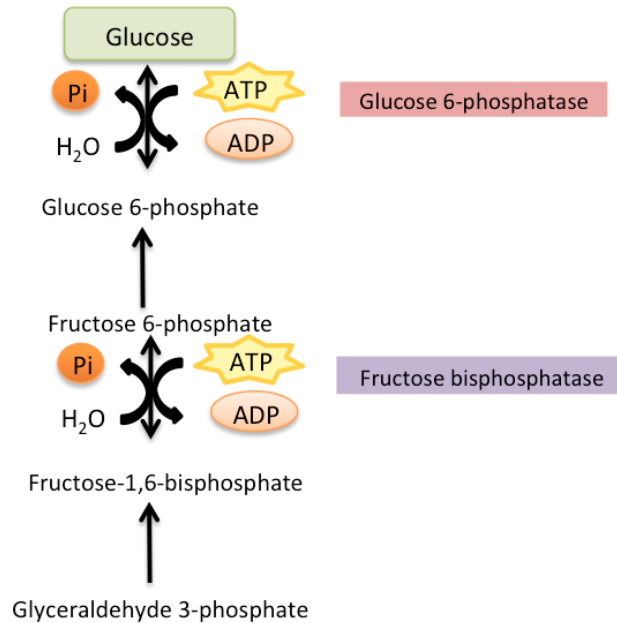 Glucose
Pi
ATP
Glucose 6-phosphatase
H₂O
ADP
Glucose 6-phosphate
Fructose 6-phosphate
Pi
ATP
Fructose bisphosphatase
H₂O
ADP
Fructose-1,6-bisphosphate
Glyceraldehyde 3-phosphate